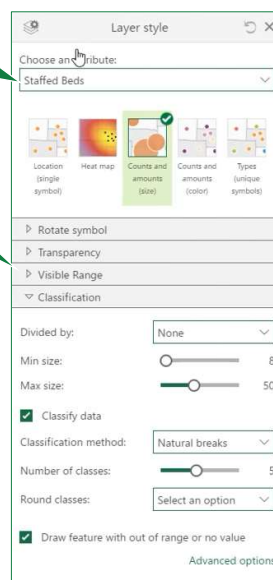 Layer style
Choose an attribute:
Staffed Beds
Location (single symbol)
Heat map
Counts and amounts (size)
Counts and amounts (color)
Types (unique symbols)
Rotate symbol
Transparency
Visible Range
Classification
Divided by: None
Min size: 8
Max size: 50
Classify data
Classification method: Natural breaks
Number of classes: 5
Round classes: Select an option
Draw feature with out of range or no value
Advanced options